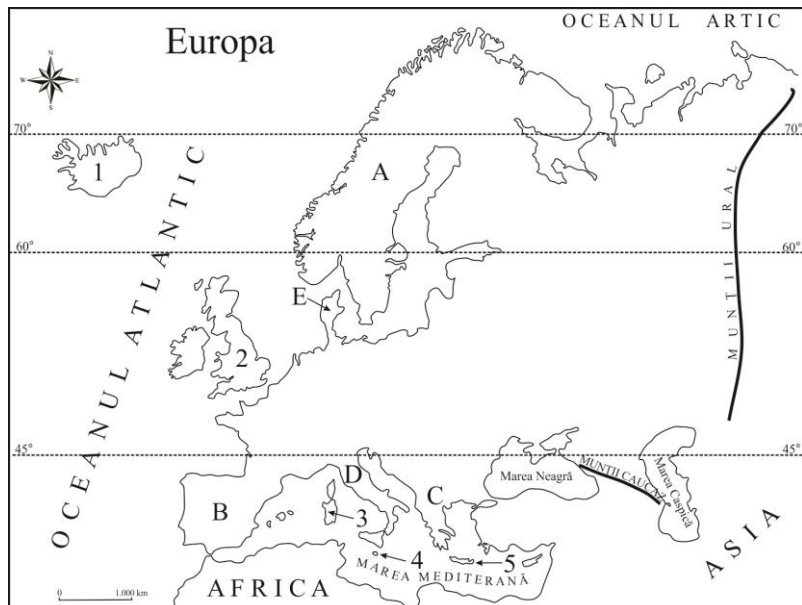 OCEANUL ARTIC
Europa
N
W E
S
70° 70°
1
A
OCEANUL ATLANTIC
MUNȚII URAL
60° 60°
E
2
45° 45°
D
Marea Neagră
MUNȚII CAUCAZ
Marea Caspică
B
C
3
4
5
ASIA
MAREA MEDITERANĂ
AFRICA
0 1.000 km